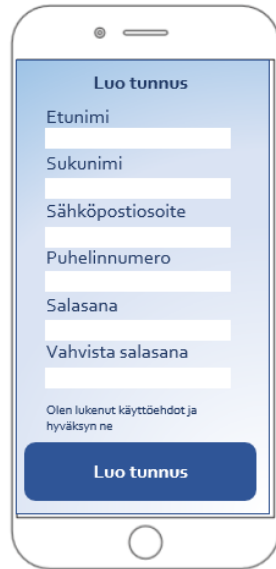 Luo tunnus
Etunimi
Sukunimi
Sähköpostiosoite
Puhelinnumero
Salasana
Vahvista salasana
Olen lukenut käyttöehdot ja
hyväksyn ne
Luo tunnus